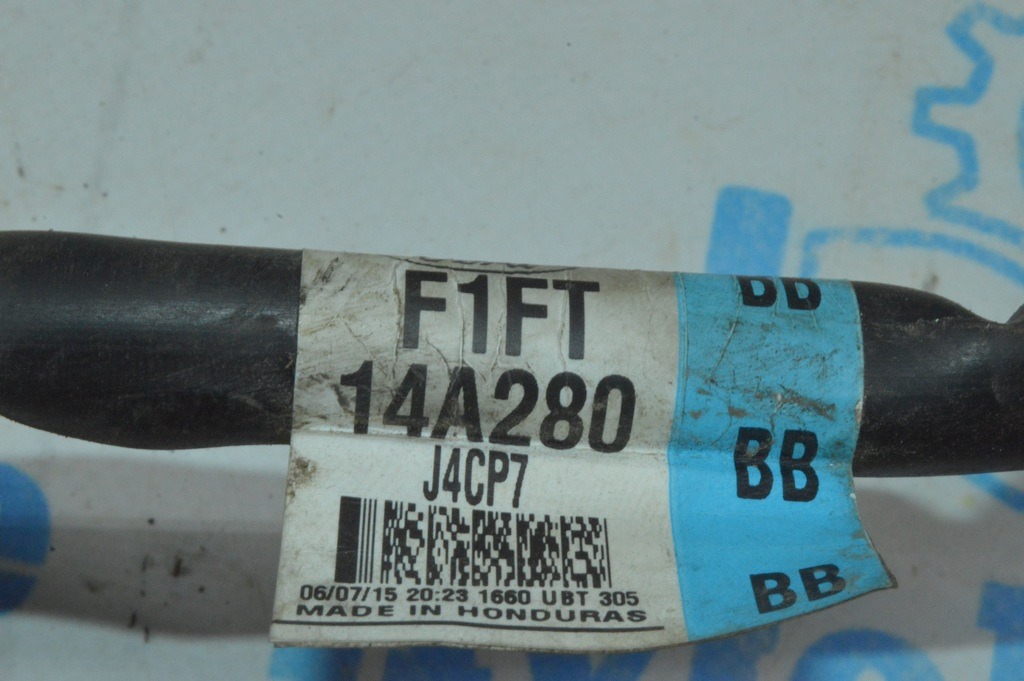 F1FT
14A280
J4CP7
06/07/15 20:23 1660 UBT 305
MADE IN HONDURAS
BB
BB
BB